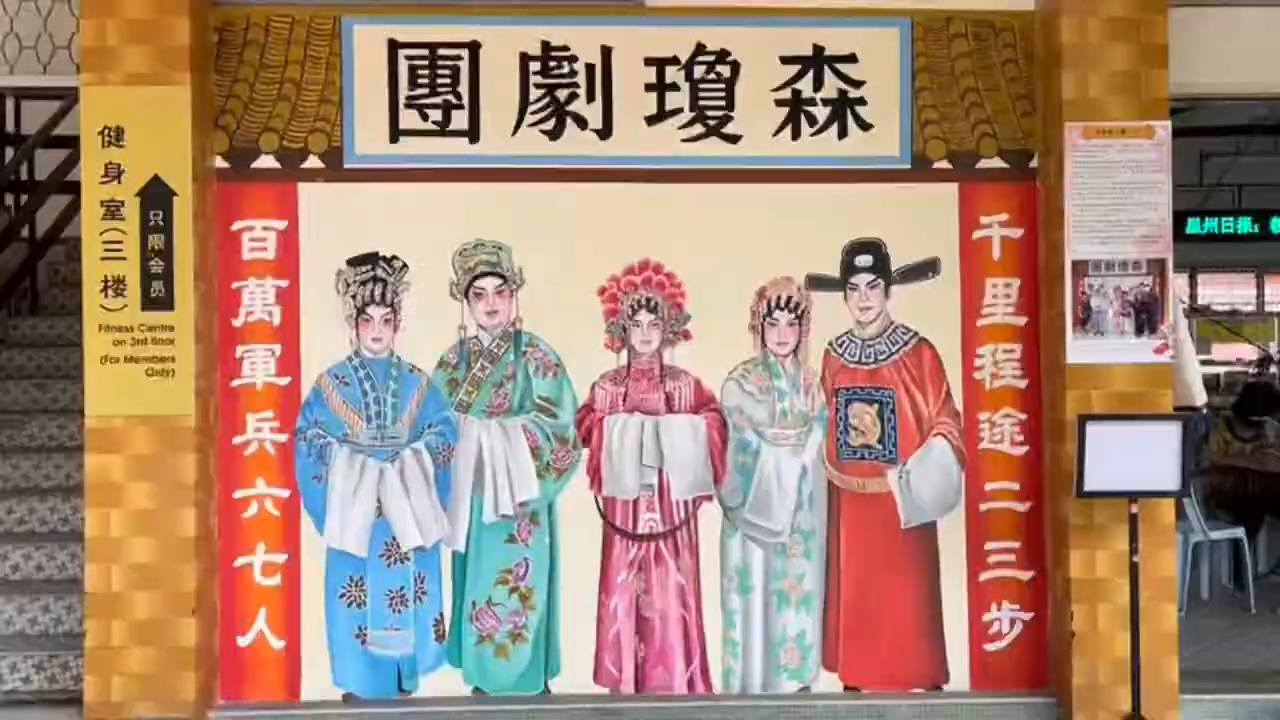 森瓊劇團
千里程途二三步
百萬軍兵六七人
健身室(三楼)
只限会员
Fitness Centre
on 3rd floor
(For Members
Only)
星州日报